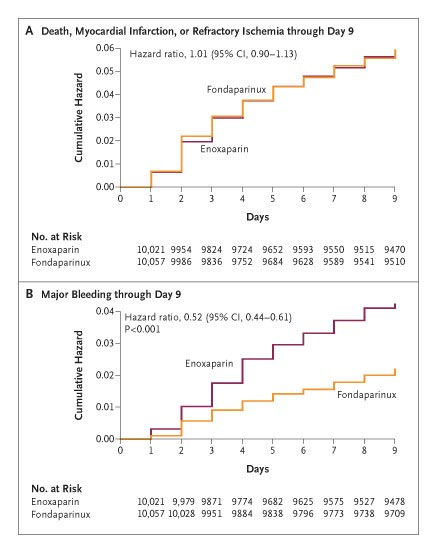 A Death, Myocardial Infarction, or Refractory Ischemia through Day 9
0.06
Hazard ratio, 1.01 (95% CI, 0.90–1.13)
0.05
Fondaparinux
0.04
Cumulative Hazard
0.03
0.02
Enoxaparin
0.01
0.00
0 1 2 3 4 5 6 7 8 9
Days
No. at Risk
Enoxaparin 10,021 9954 9824 9724 9652 9593 9550 9515 9470
Fondaparinux 10,057 9986 9836 9752 9684 9628 9589 9541 9510
B Major Bleeding through Day 9
0.04
Hazard ratio, 0.52 (95% CI, 0.44–0.61)
P<0.001
0.03
Enoxaparin
Cumulative Hazard
0.02
Fondaparinux
0.01
0.00
0 1 2 3 4 5 6 7 8 9
Days
No. at Risk
Enoxaparin 10,021 9,979 9871 9774 9682 9625 9575 9527 9478
Fondaparinux 10,057 10,028 9951 9884 9838 9796 9773 9738 9709